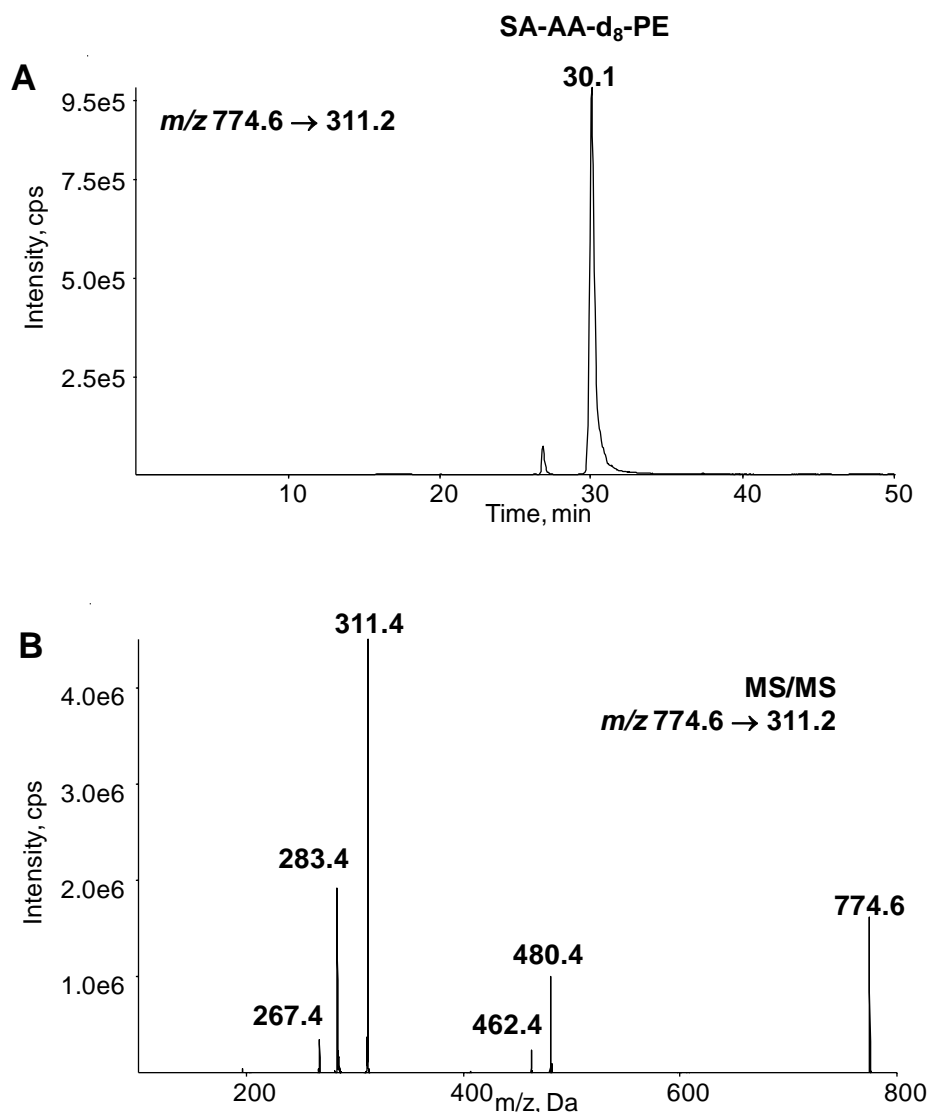 SA-AA-d₈-PE
A
30.1
m/z 774.6 → 311.2
9.5e5
7.5e5
5.0e5
2.5e5
Intensity, cps
10 20 30 40 50
Time, min
B
311.4
MS/MS
m/z 774.6 → 311.2
4.0e6
3.0e6
2.0e6
1.0e6
Intensity, cps
283.4
774.6
480.4
267.4
462.4
200 400 600 800
m/z, Da